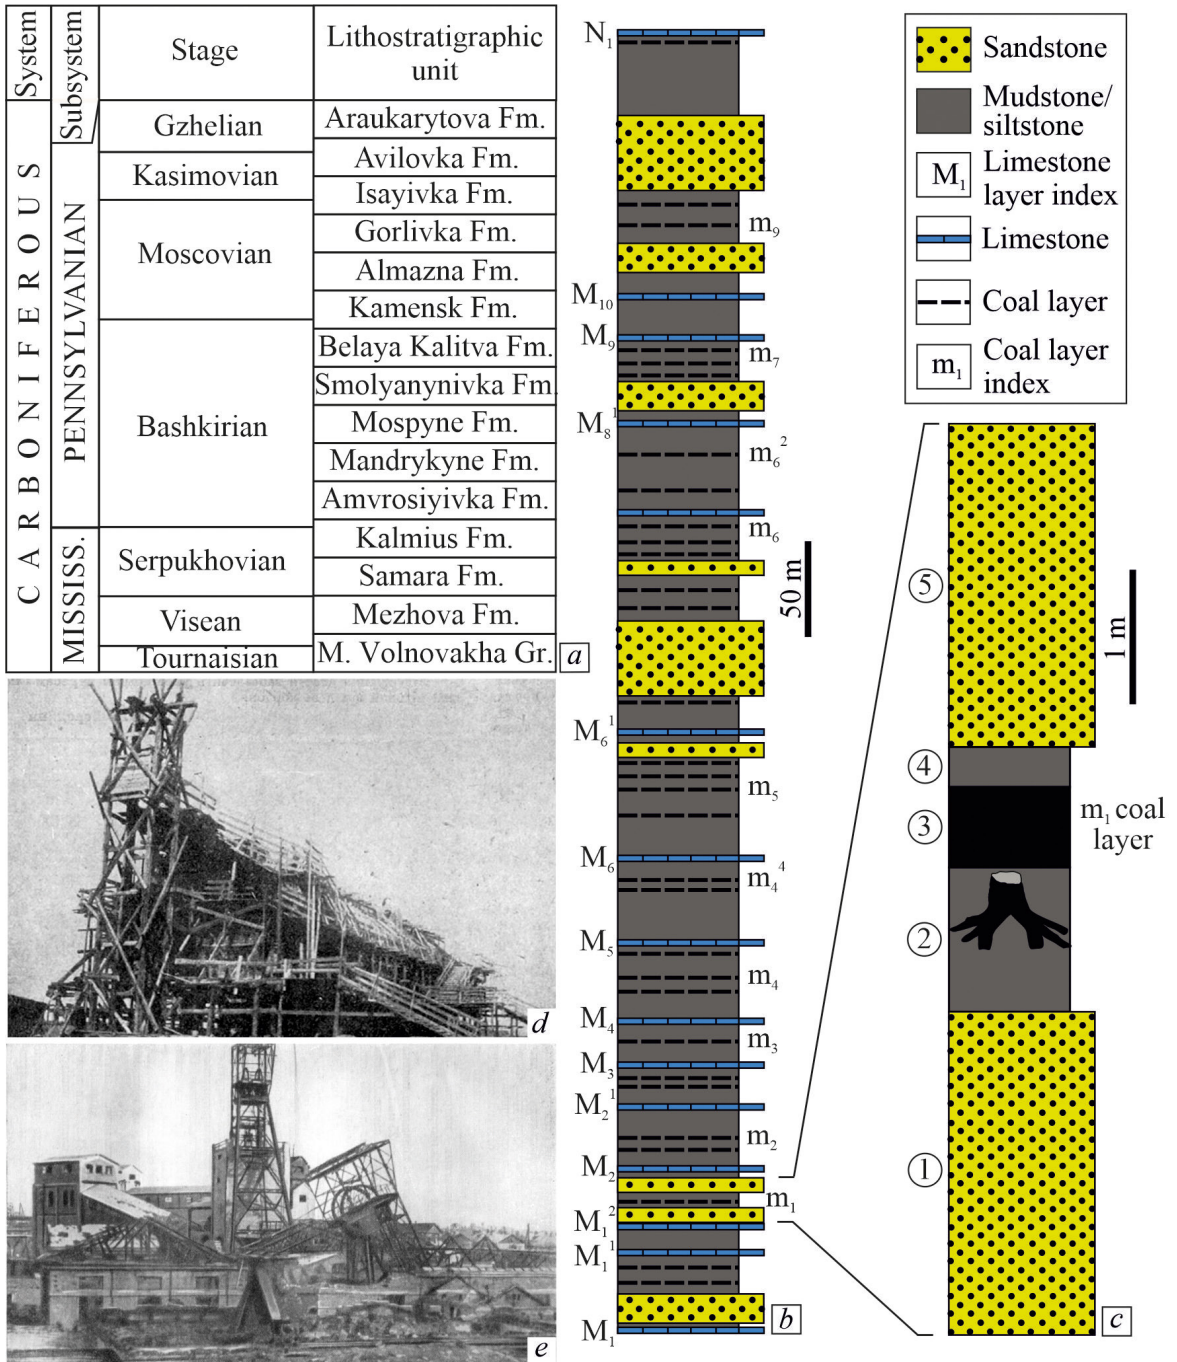 System
Subsystem
Stage
Lithostratigraphic
unit
CARBONIFEROUS
PENNSYLVANIAN
MISSISS.
Gzhelian
Kasimovian
Moscovian
Bashkirian
Serpukhovian
Visean
Tournaisian
Araukarytova Fm.
Avilovka Fm.
Isayivka Fm.
Gorlivka Fm.
Almazna Fm.
Kamensk Fm.
Belaya Kalitva Fm.
Smolyanynivka Fm.
Mospyne Fm.
Mandrykyne Fm.
Amvrosiyivka Fm.
Kalmius Fm.
Samara Fm.
Mezhova Fm.
M. Volnovakha Gr.
a
d
e
N₁
m₉
M₁₀
M₉
m₇
M₈¹
m₆²
m₆
50 m
M₆¹
m₅
M₆
m₄⁴
M₅
m₄
M₄
m₃
M₃
M₂¹
m₂
M₂
m₁
M₁²
M₁¹
M₁
b
Sandstone
Mudstone/
siltstone
M₁
Limestone
layer index
Limestone
Coal layer
m₁
Coal layer
index
5
1 m
4
3
m₁ coal
layer
2
1
c